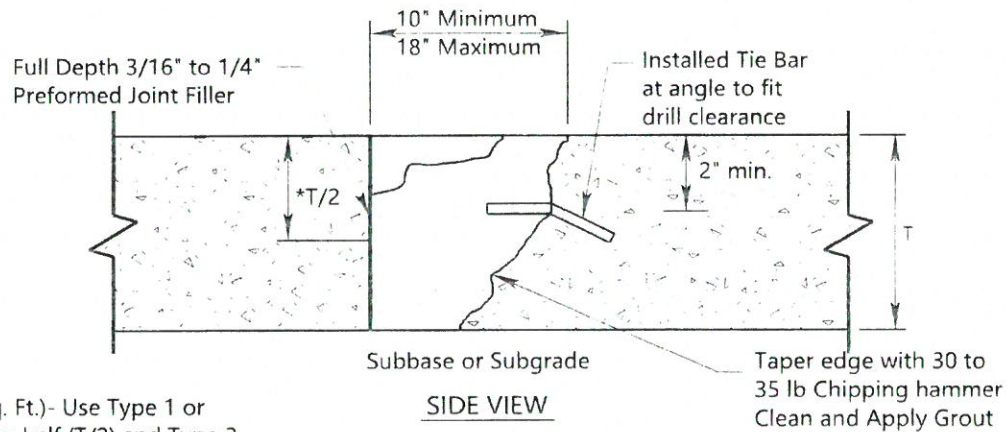 10" Minimum
18" Maximum
Full Depth 3/16" to 1/4"
Preformed Joint Filler
Installed Tie Bar
at angle to fit
drill clearance
*T/2
2" min.
T
Subbase or Subgrade
Taper edge with 30 to
35 lb Chipping hammer
Clean and Apply Grout
SIDE VIEW
Ft.)- Use Type 1 or
(T/2) and Type 3